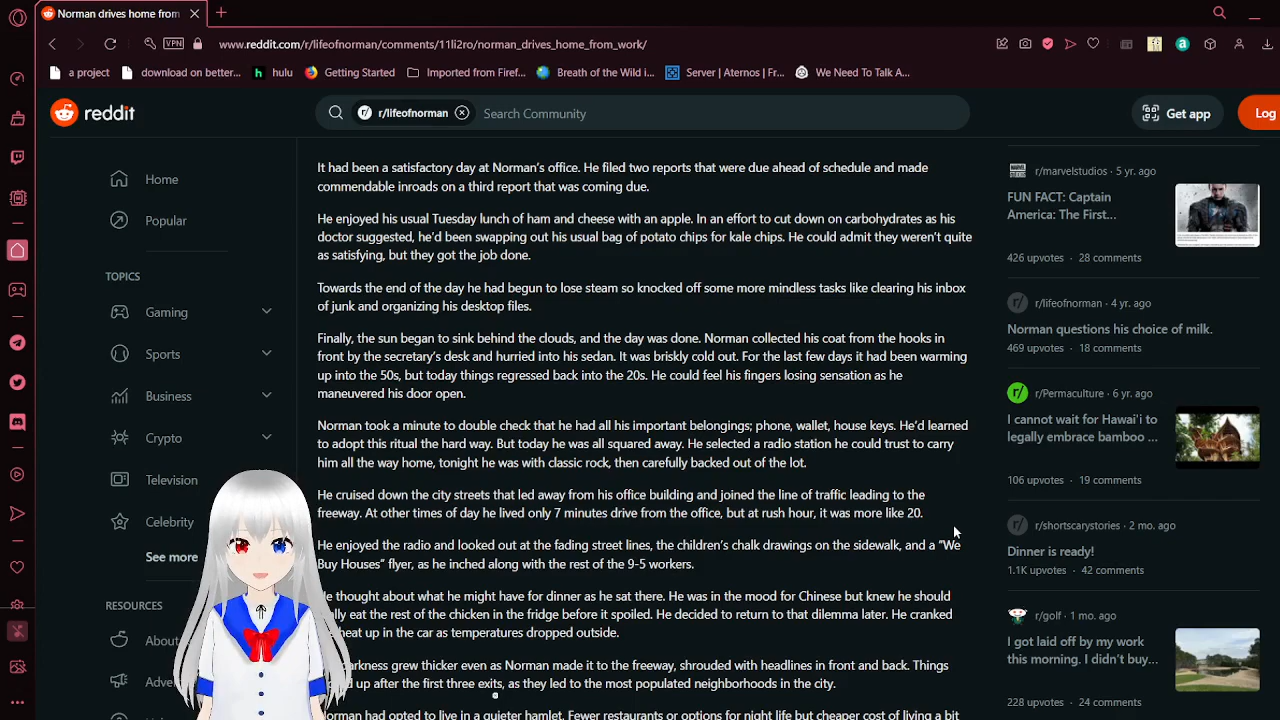 Norman drives home from
www.reddit.com/r/lifeofnorman/comments/11li2ro/norman_drives_home_from_work/
VPN
a project
download on better...
hulu
Getting Started
Imported from Firef...
Breath of the Wild i...
Server | Aternos | Fr...
We Need To Talk A...
reddit
r/lifeofnorman
Search Community
Get app
Log
Home
Popular
TOPICS
Gaming
Sports
Business
Crypto
Television
Celebrity
See more
RESOURCES
About
Adve
It had been a satisfactory day at Norman's office. He filed two reports that were due ahead of schedule and made
commendable inroads on a third report that was coming due.
He enjoyed his usual Tuesday lunch of ham and cheese with an apple. In an effort to cut down on carbohydrates as his
doctor suggested, he'd been swapping out his usual bag of potato chips for kale chips. He could admit they weren't quite
as satisfying, but they got the job done.
Towards the end of the day he had begun to lose steam so knocked off some more mindless tasks like clearing his inbox
of junk and organizing his desktop files.
Finally, the sun began to sink behind the clouds, and the day was done. Norman collected his coat from the hooks in
front by the secretary's desk and hurried into his sedan. It was briskly cold out. For the last few days it had been warming
up into the 50s, but today things regressed back into the 20s. He could feel his fingers losing sensation as he
maneuvered his door open.
Norman took a minute to double check that he had all his important belongings; phone, wallet, house keys. He'd learned
to adopt this ritual the hard way. But today he was all squared away. He selected a radio station he could trust to carry
him all the way home, tonight he was with classic rock, then carefully backed out of the lot.
He cruised down the city streets that led away from his office building and joined the line of traffic leading to the
freeway. At other times of day he lived only 7 minutes drive from the office, but at rush hour, it was more like 20.
He enjoyed the radio and looked out at the fading street lines, the children's chalk drawings on the sidewalk, and a "We
Buy Houses" flyer, as he inched along with the rest of the 9-5 workers.
He thought about what he might have for dinner as he sat there. He was in the mood for Chinese but knew he should
lly eat the rest of the chicken in the fridge before it spoiled. He decided to return to that dilemma later. He cranked
heat up in the car as temperatures dropped outside.
arkness grew thicker even as Norman made it to the freeway, shrouded with headlines in front and back. Things
up after the first three exits, as they led to the most populated neighborhoods in the city.
orman had opted to live in a quieter hamlet. Fewer restaurants or options for night life but cheaper cost of living a bit
r/marvelstudios · 5 yr. ago
FUN FACT: Captain
America: The First...
426 upvotes · 28 comments
r/lifeofnorman · 4 yr. ago
Norman questions his choice of milk.
469 upvotes · 18 comments
r/Permaculture · 6 yr. ago
I cannot wait for Hawai'i to
legally embrace bamboo ...
106 upvotes · 19 comments
r/shortscarystories · 2 mo. ago
Dinner is ready!
1.1K upvotes · 42 comments
r/golf · 1 mo. ago
I got laid off by my work
this morning. I didn't buy...
228 upvotes · 24 comments